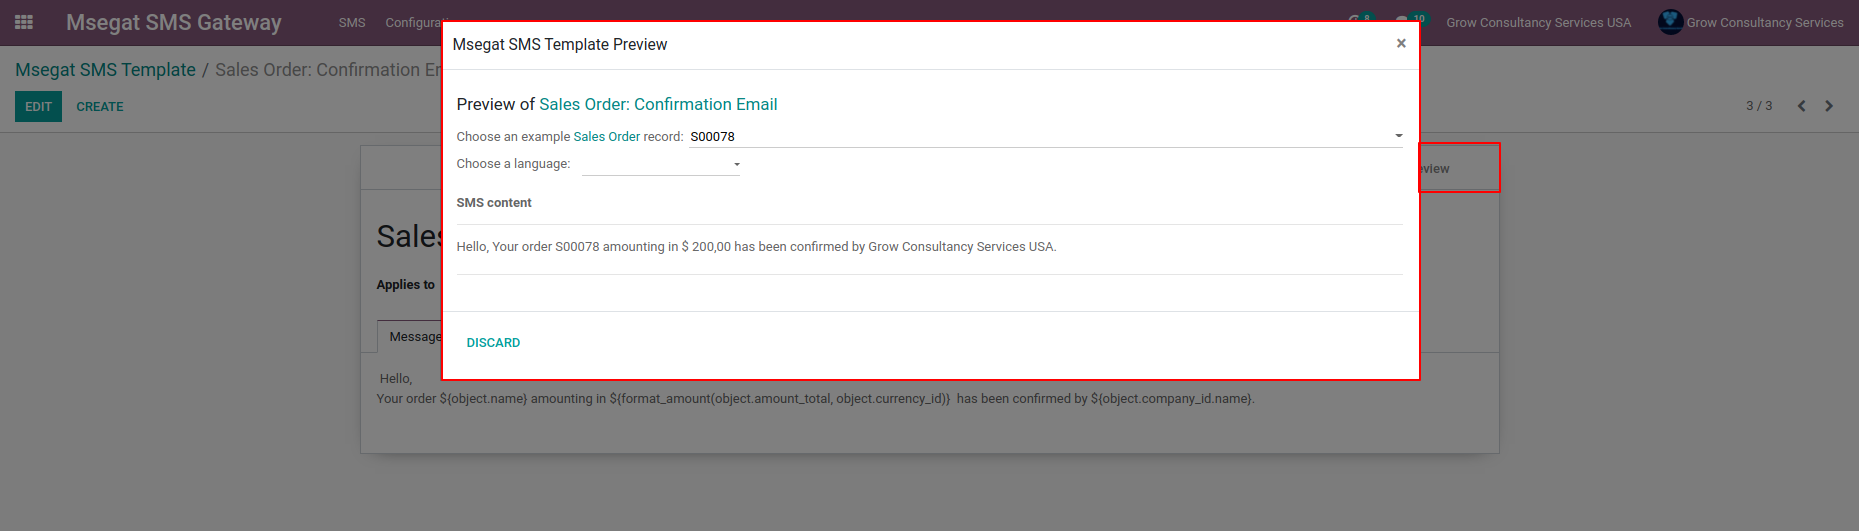 Msegat SMS Gateway SMS Configurati 8 10 Grow Consultancy Services USA Grow Consultancy Services
Msegat SMS Template / Sales Order: Confirmation Em
EDIT CREATE 3 / 3
Msegat SMS Template Preview ×
Preview of Sales Order: Confirmation Email
Choose an example Sales Order record: S00078
Choose a language:
SMS content
Hello, Your order S00078 amounting in $ 200,00 has been confirmed by Grow Consultancy Services USA.
DISCARD
eview
Sales
Applies to
Message
Hello,
Your order ${object.name} amounting in ${format_amount(object.amount_total, object.currency_id)} has been confirmed by ${object.company_id.name}.